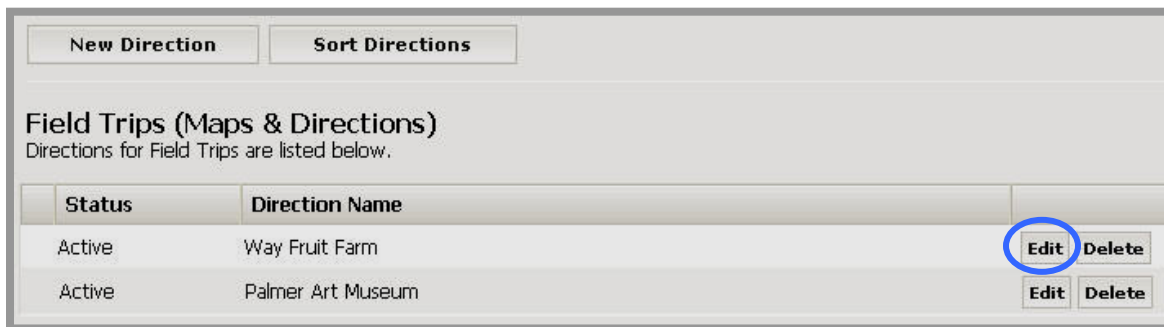 New Direction Sort Directions
Field Trips (Maps & Directions)
Directions for Field Trips are listed below.
Status Direction Name
Active Way Fruit Farm Edit Delete
Active Palmer Art Museum Edit Delete